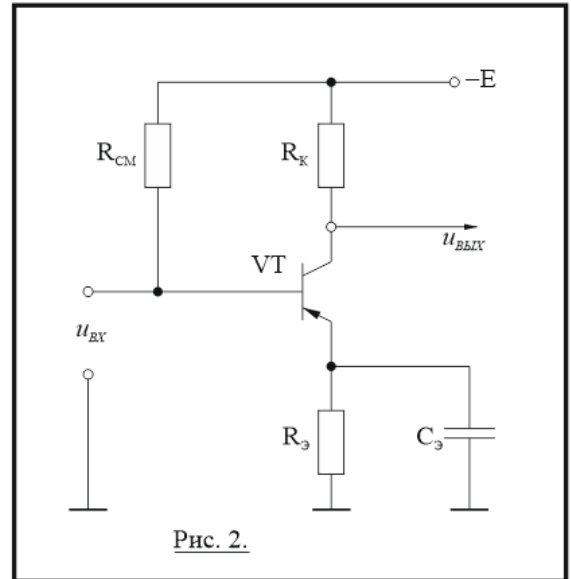 –E
R_СМ
R_К
u_ВЫХ
VT
u_ВХ
R_Э
C_Э
Рис. 2.